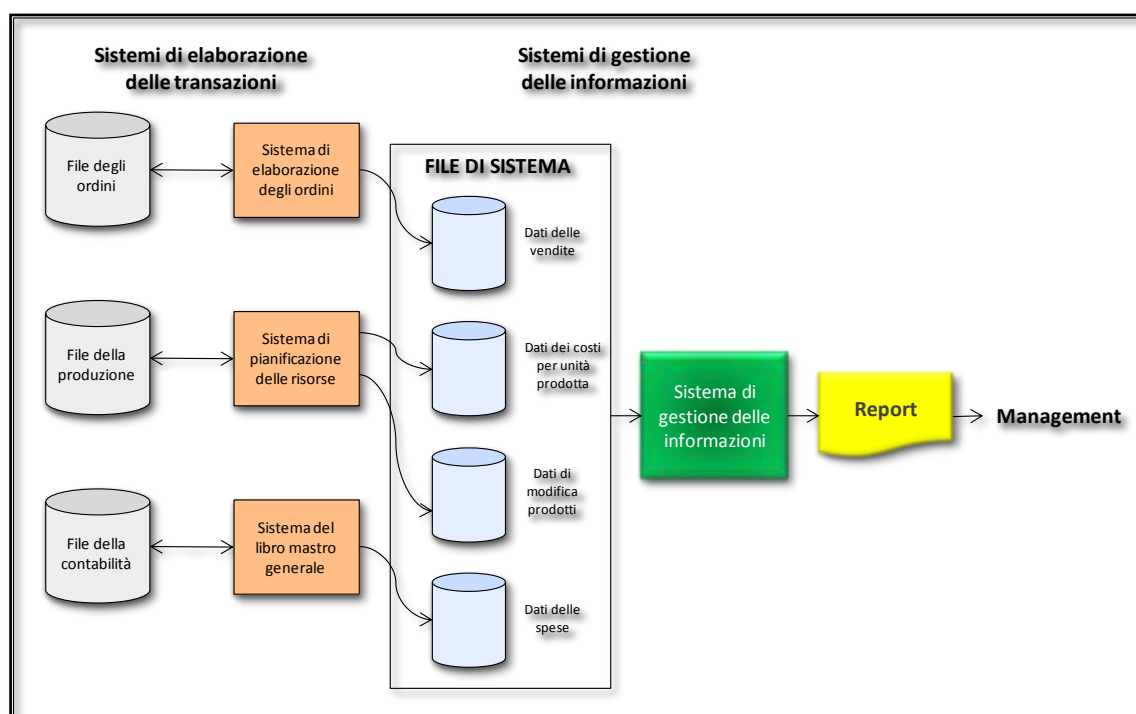 Sistemi di elaborazione
delle transazioni
Sistemi di gestione
delle informazioni
File degli
ordini
Sistema di
elaborazione
degli ordini
FILE DI SISTEMA
Dati delle
vendite
File della
produzione
Sistema di
pianificazione
delle risorse
Dati dei costi
per unità
prodotta
Sistema di
gestione delle
informazioni
Report
Management
Dati di
modifica
prodotti
File della
contabilità
Sistema del
libro mastro
generale
Dati delle
spese